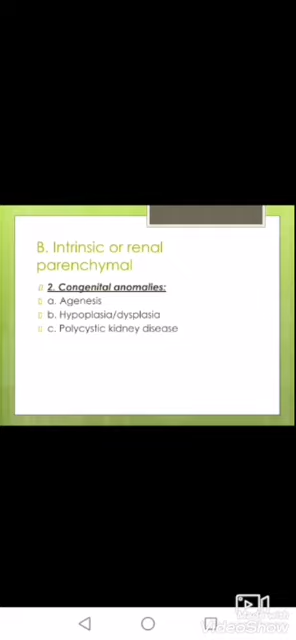 B. Intrinsic or renal
parenchymal
2. Congenital anomalies:
a. Agenesis
b. Hypoplasia/dysplasia
c. Polycystic kidney disease
VideoShow